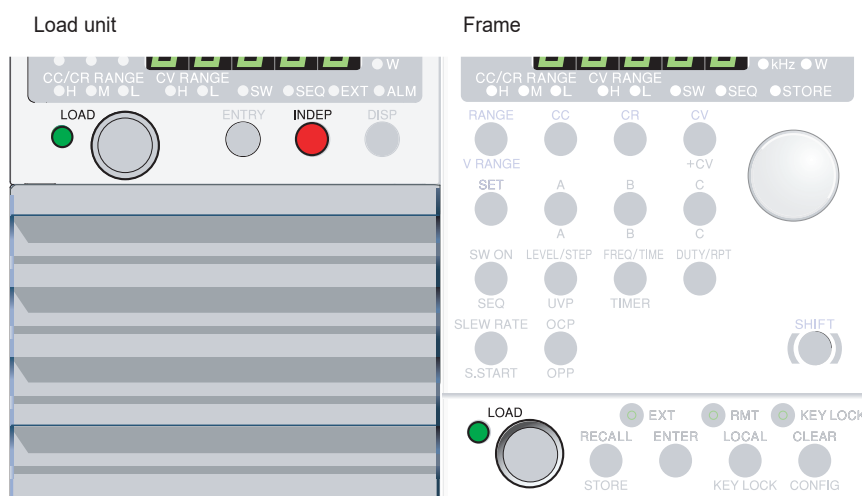 Load unit
W
CC/CR RANGE CV RANGE
H M L H L SW SEQ EXT ALM
LOAD ENTRY INDEP DISP
Frame
kHz W
CC/CR RANGE CV RANGE
H M L H L SW SEQ STORE
RANGE CC CR CV
V RANGE +CV
SET A B C
A B C
SW ON LEVEL/STEP FREQ/TIME DUTY/RPT
SEQ UVP TIMER
SLEW RATE OCP SHIFT
S.START OPP
LOAD EXT RMT KEY LOCK
RECALL ENTER LOCAL CLEAR
STORE KEY LOCK CONFIG